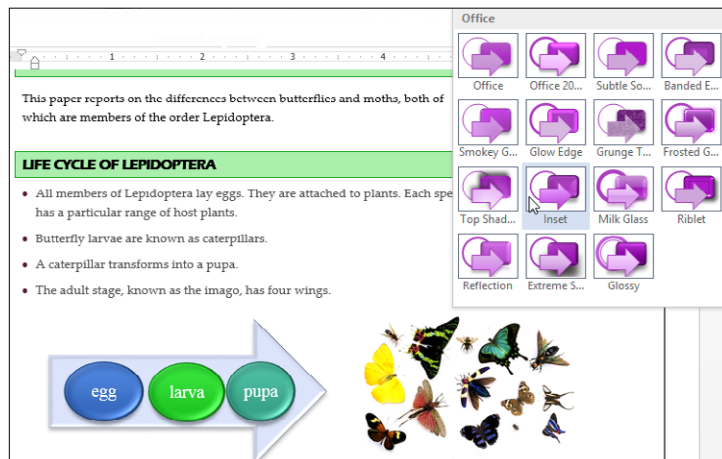 Office
1 2 3 4
Office Office 20... Subtle So... Banded E...
This paper reports on the differences between butterflies and moths, both of
which are members of the order Lepidoptera.
Smokey G... Glow Edge Grunge T... Frosted G...
LIFE CYCLE OF LEPIDOPTERA
• All members of Lepidoptera lay eggs. They are attached to plants. Each spe
has a particular range of host plants.
Top Shad... Inset Milk Glass Riblet
• Butterfly larvae are known as caterpillars.
• A caterpillar transforms into a pupa.
• The adult stage, known as the imago, has four wings.
Reflection Extreme S... Glossy
egg larva pupa